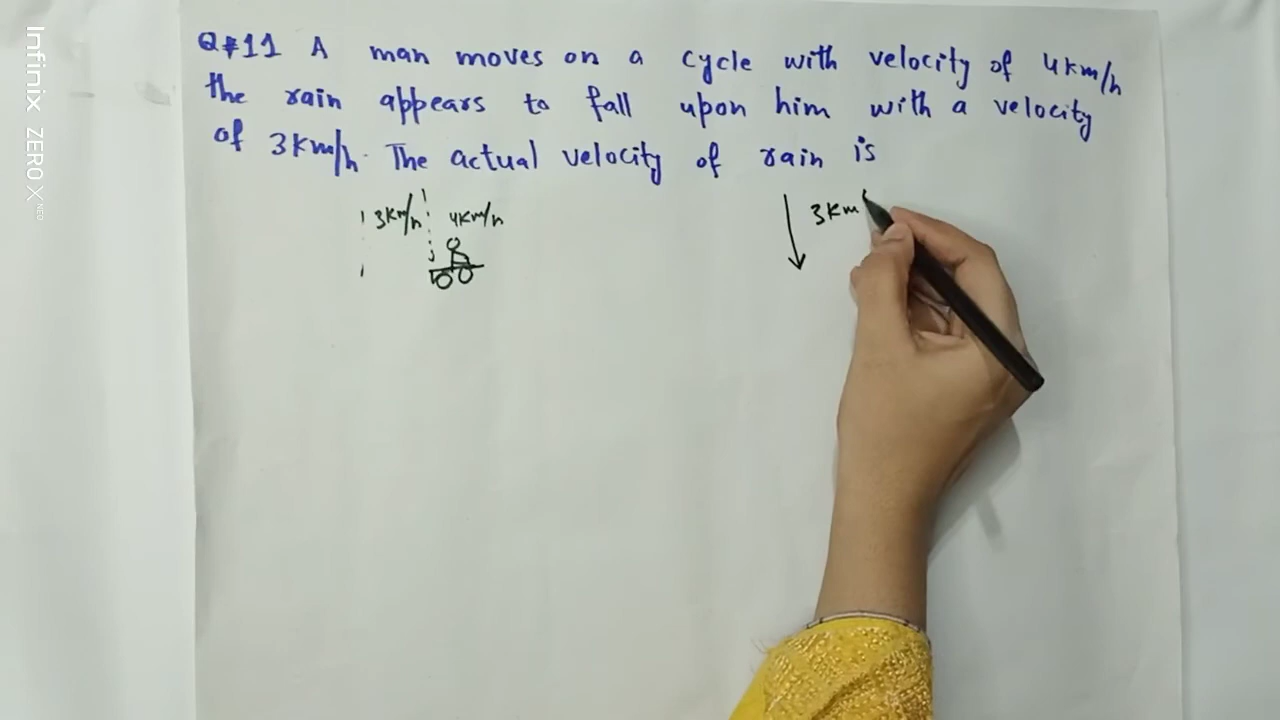 Q#11 A man moves on a cycle with velocity of 4km/h
the rain appears to fall upon him with a velocity
of 3km/h. The actual velocity of rain is
3km/h 4km/h
3km
Infinix ZERO X NEO